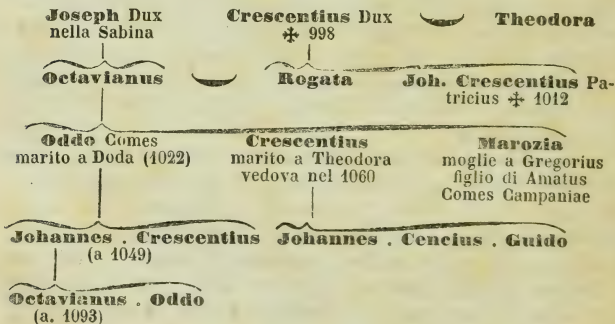 Joseph Dux Crescentius Dux Theodora
nella Sabina ✠ 998
Octavianus Rogata Joh. Crescentius Pa-
tricius ✠ 1012
Oddo Comes Crescentius Marozia
marito a Doda (1022) marito a Theodora moglie a Gregorius
vedova nel 1060 figlio di Amatus
Comes Campaniae
Johannes . Crescentius Johannes . Cencius . Guido
(a 1049)
Octavianus . Oddo
(a. 1093)